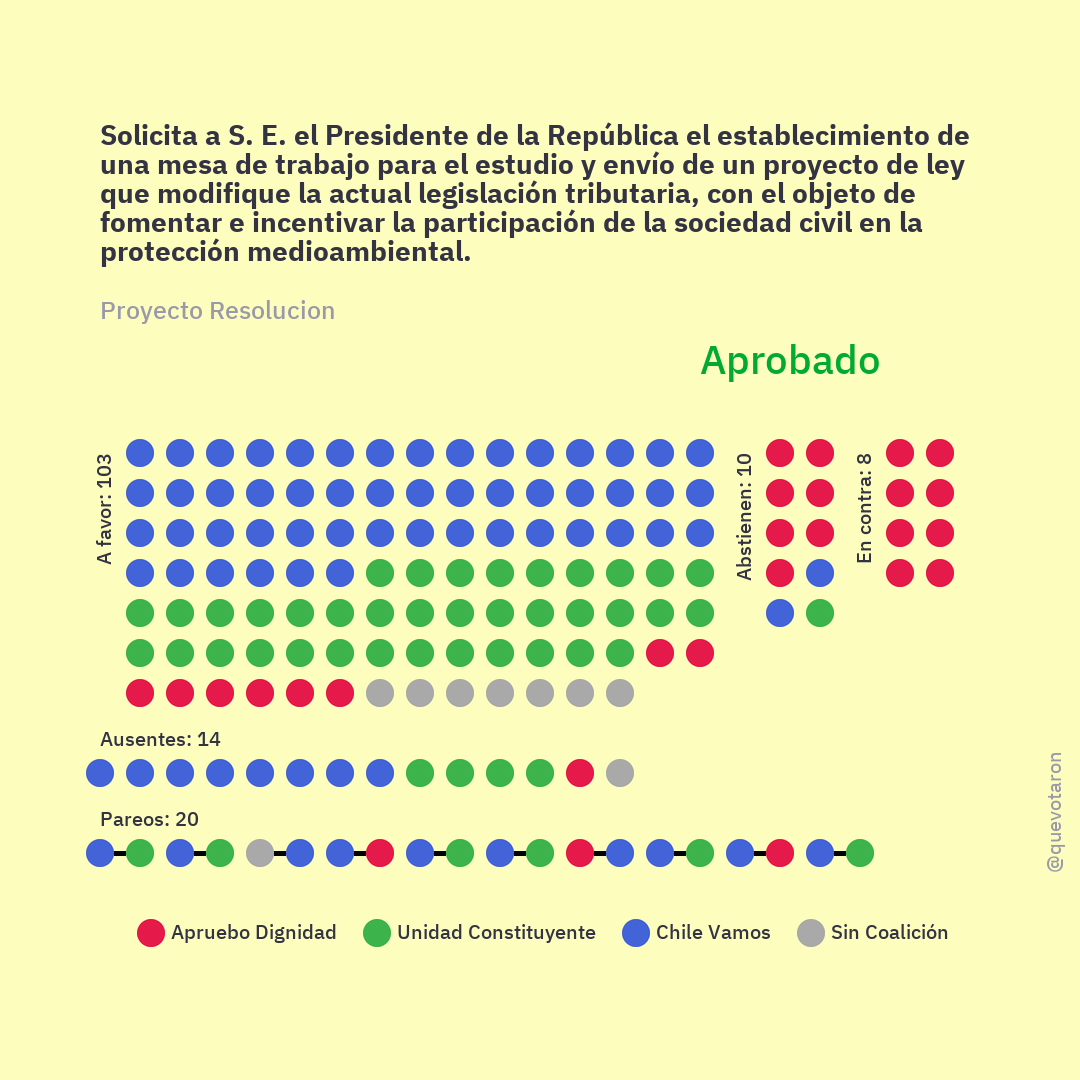 Solicita a S. E. el Presidente de la República el establecimiento de
una mesa de trabajo para el estudio y envío de un proyecto de ley
que modifique la actual legislación tributaria, con el objeto de
fomentar e incentivar la participación de la sociedad civil en la
protección medioambiental.
Proyecto Resolucion
Aprobado
A favor: 103
Abstienen: 10
En contra: 8
Ausentes: 14
Pareos: 20
@quevotaron
Apruebo Dignidad Unidad Constituyente Chile Vamos Sin Coalición